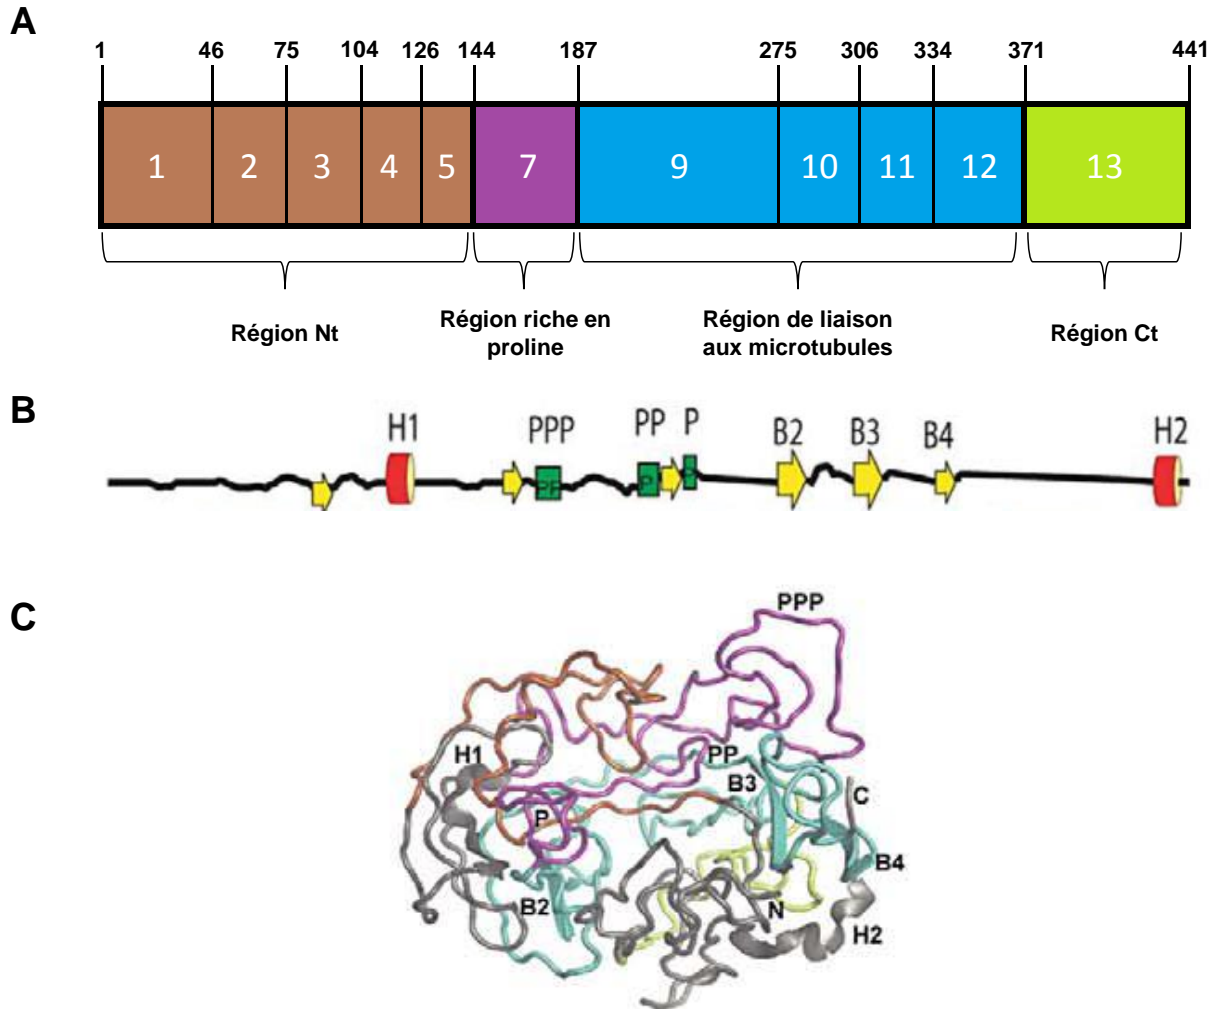 A
1 46 75 104 126 144 187 275 306 334 371 441
1 2 3 4 5 7 9 10 11 12 13
Région Nt
Région riche en
proline
Région de liaison
aux microtubules
Région Ct
B
H1 PPP PP P B2 B3 B4 H2
C
PPP
H1
PP
B3
C
P
B4
B2
N
H2